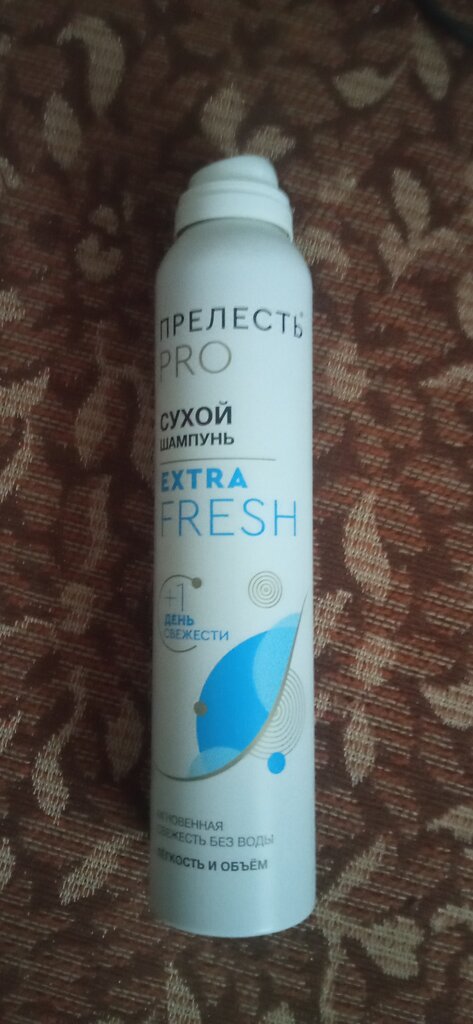 ПРЕЛЕСТЬ®
PRO
СУХОЙ
ШАМПУНЬ
EXTRA
FRESH
+1
ДЕНЬ
СВЕЖЕСТИ
МГНОВЕННАЯ
СВЕЖЕСТЬ БЕЗ ВОДЫ
ЛЁГКОСТЬ И ОБЪЁМ